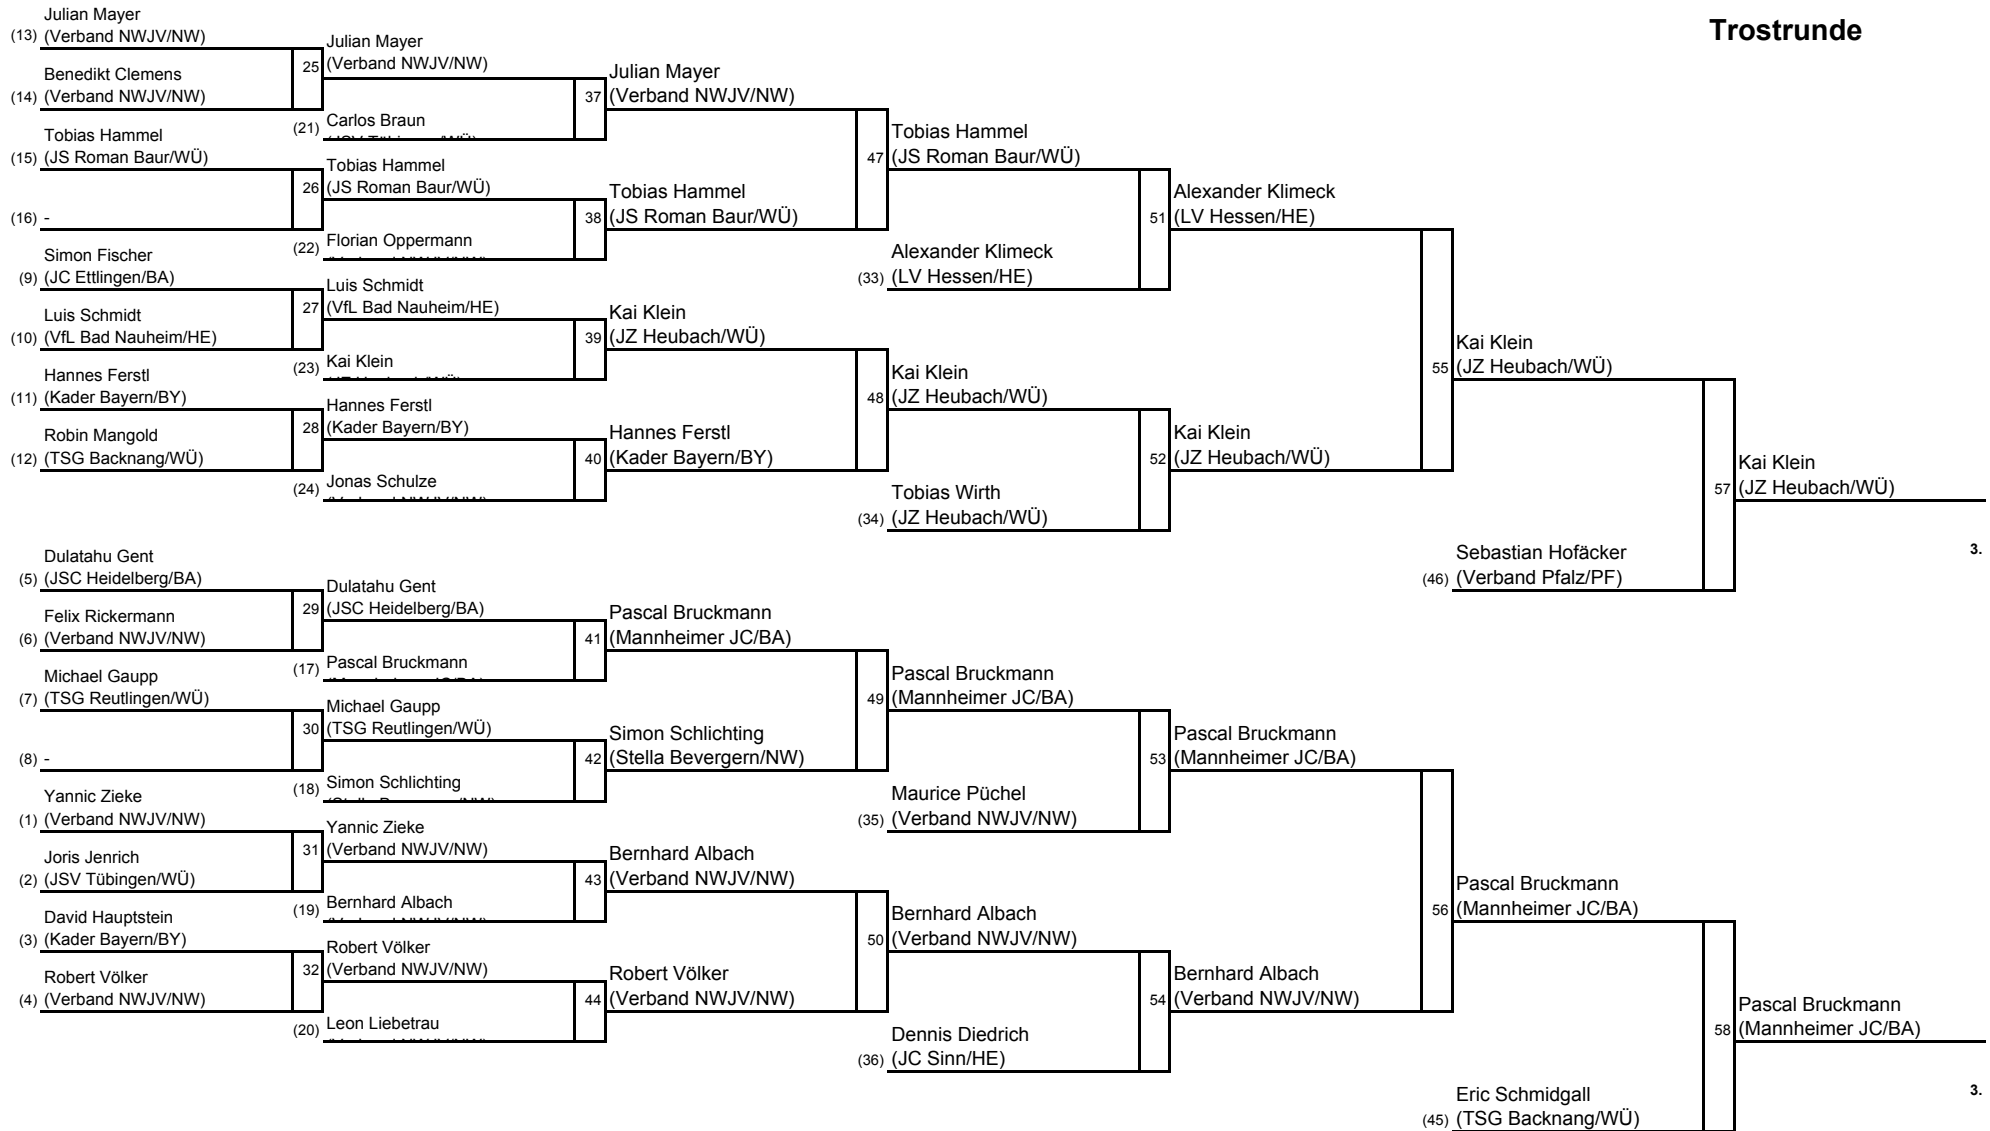 Trostrunde
Julian Mayer
(13) (Verband NWJV/NW)
Benedikt Clemens
(14) (Verband NWJV/NW)
Tobias Hammel
(15) (JS Roman Baur/WÜ)
(16) -
Simon Fischer
(9) (JC Ettlingen/BA)
Luis Schmidt
(10) (VfL Bad Nauheim/HE)
Hannes Ferstl
(11) (Kader Bayern/BY)
Robin Mangold
(12) (TSG Backnang/WÜ)
Dulatahu Gent
(5) (JSC Heidelberg/BA)
Felix Rickermann
(6) (Verband NWJV/NW)
Michael Gaupp
(7) (TSG Reutlingen/WÜ)
(8) -
Yannic Zieke
(1) (Verband NWJV/NW)
Joris Jenrich
(2) (JSV Tübingen/WÜ)
David Hauptstein
(3) (Kader Bayern/BY)
Robert Völker
(4) (Verband NWJV/NW)
Julian Mayer
25 (Verband NWJV/NW)
(21) Carlos Braun
Tobias Hammel
26 (JS Roman Baur/WÜ)
(22) Florian Oppermann
Luis Schmidt
27 (VfL Bad Nauheim/HE)
(23) Kai Klein
Hannes Ferstl
28 (Kader Bayern/BY)
(24) Jonas Schulze
Dulatahu Gent
29 (JSC Heidelberg/BA)
(17) Pascal Bruckmann
Michael Gaupp
30 (TSG Reutlingen/WÜ)
(18) Simon Schlichting
Yannic Zieke
31 (Verband NWJV/NW)
(19) Bernhard Albach
Robert Völker
32 (Verband NWJV/NW)
(20) Leon Liebetrau
Julian Mayer
37 (Verband NWJV/NW)
Tobias Hammel
38 (JS Roman Baur/WÜ)
Kai Klein
39 (JZ Heubach/WÜ)
Hannes Ferstl
40 (Kader Bayern/BY)
Pascal Bruckmann
41 (Mannheimer JC/BA)
Simon Schlichting
42 (Stella Bevergern/NW)
Bernhard Albach
43 (Verband NWJV/NW)
Robert Völker
44 (Verband NWJV/NW)
Tobias Hammel
47 (JS Roman Baur/WÜ)
Alexander Klimeck
(33) (LV Hessen/HE)
Kai Klein
48 (JZ Heubach/WÜ)
Tobias Wirth
(34) (JZ Heubach/WÜ)
Pascal Bruckmann
49 (Mannheimer JC/BA)
Maurice Püchel
(35) (Verband NWJV/NW)
Bernhard Albach
50 (Verband NWJV/NW)
Dennis Diedrich
(36) (JC Sinn/HE)
Alexander Klimeck
51 (LV Hessen/HE)
Kai Klein
52 (JZ Heubach/WÜ)
Pascal Bruckmann
53 (Mannheimer JC/BA)
Bernhard Albach
54 (Verband NWJV/NW)
Kai Klein
55 (JZ Heubach/WÜ)
Sebastian Hofäcker
(46) (Verband Pfalz/PF)
Pascal Bruckmann
56 (Mannheimer JC/BA)
Eric Schmidgall
(45) (TSG Backnang/WÜ)
Kai Klein
57 (JZ Heubach/WÜ)
3.
Pascal Bruckmann
58 (Mannheimer JC/BA)
3.